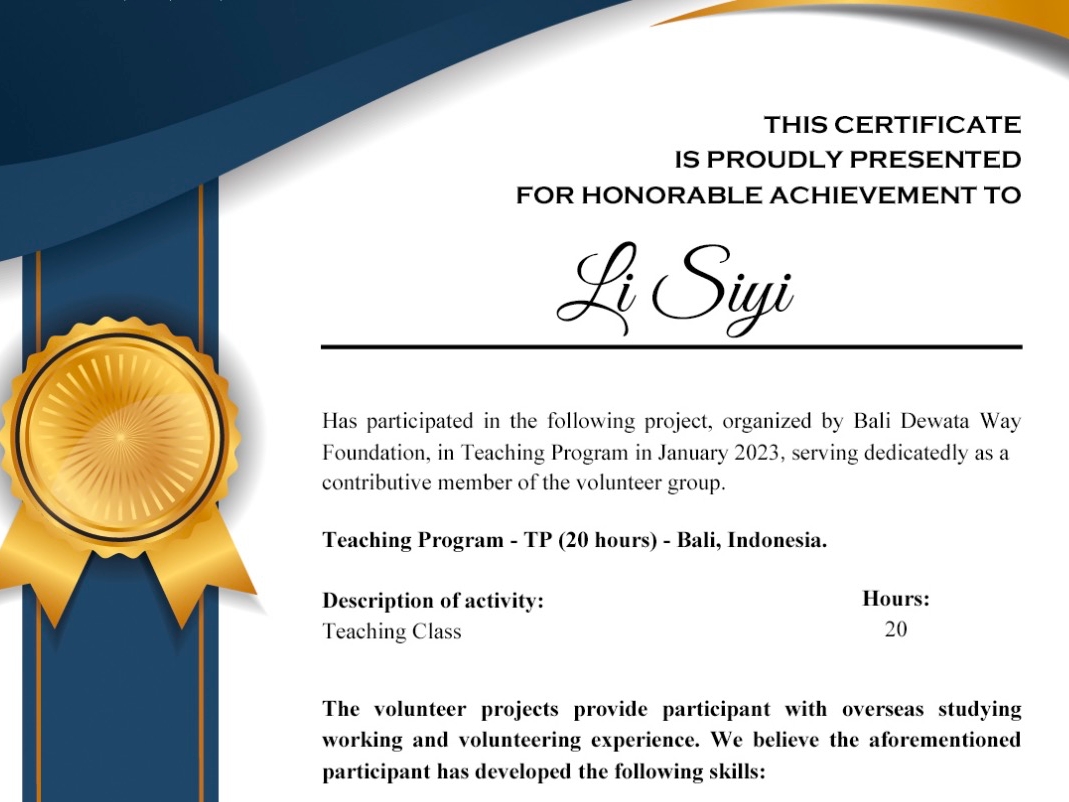 THIS CERTIFICATE
IS PROUDLY PRESENTED
FOR HONORABLE ACHIEVEMENT TO
Li Siyi
Has participated in the following project, organized by Bali Dewata Way
Foundation, in Teaching Program in January 2023, serving dedicatedly as a
contributive member of the volunteer group.
Teaching Program - TP (20 hours) - Bali, Indonesia.
Description of activity: Hours:
Teaching Class 20
The volunteer projects provide participant with overseas studying
working and volunteering experience. We believe the aforementioned
participant has developed the following skills: